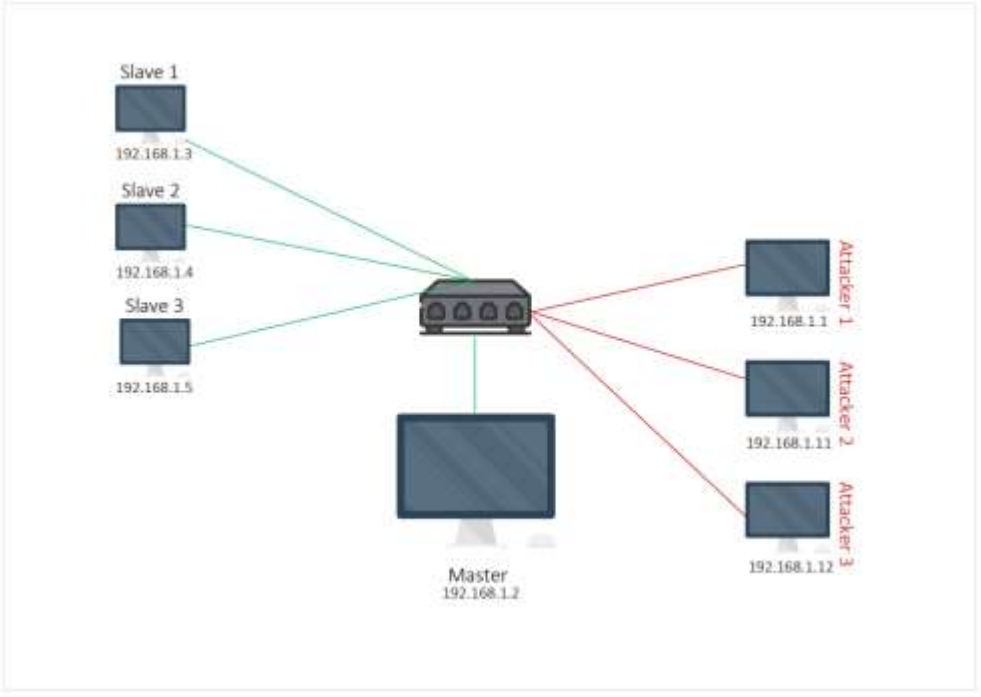 Slave 1
192.168.1.3
Slave 2
192.168.1.4
Slave 3
192.168.1.5
Master
192.168.1.2
Attacker 1
192.168.1.1
Attacker 2
192.168.1.11
Attacker 3
192.168.1.12